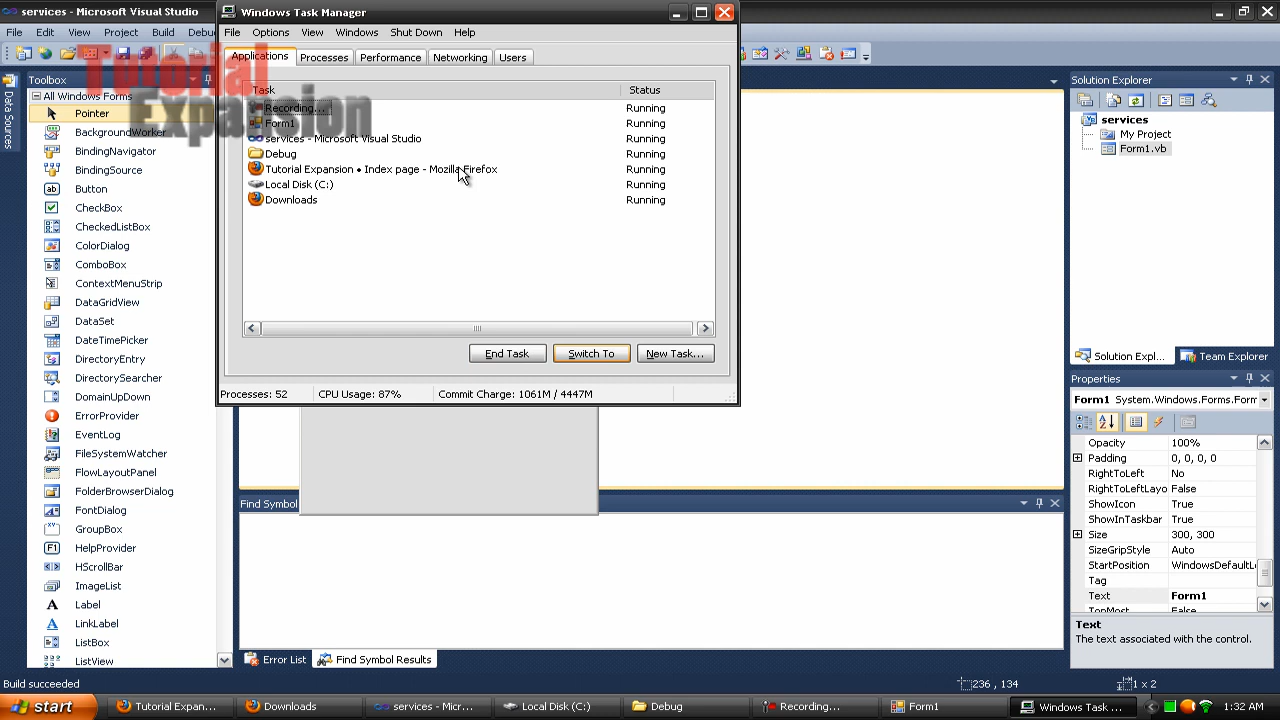 services - Microsoft Visual Studio
File Edit View Project Build Debu
Windows Task Manager
File Options View Windows Shut Down Help
Applications Processes Performance Networking Users
Task Status
Recording... Running
Form1 Running
services - Microsoft Visual Studio Running
Debug Running
Tutorial Expansion • Index page - Mozilla Firefox Running
Local Disk (C:) Running
Downloads Running
End Task Switch To New Task...
Processes: 52 CPU Usage: 87% Commit Charge: 1061M / 4447M
Tutorial
Expansion
Data Sources
Toolbox
All Windows Forms
Pointer
BackgroundWorker
BindingNavigator
BindingSource
Button
CheckBox
CheckedListBox
ColorDialog
ComboBox
ContextMenuStrip
DataGridView
DataSet
DateTimePicker
DirectoryEntry
DirectorySearcher
DomainUpDown
ErrorProvider
EventLog
FileSystemWatcher
FlowLayoutPanel
FolderBrowserDialog
FontDialog
GroupBox
HelpProvider
HScrollBar
ImageList
Label
LinkLabel
ListBox
ListView
Find Symbol
Error List Find Symbol Results
Solution Explorer
services
My Project
Form1.vb
Solution Expl... Team Explorer
Properties
Form1 System.Windows.Forms.Form
Opacity 100%
Padding 0, 0, 0, 0
RightToLeft No
RightToLeftLayo False
ShowIcon True
ShowInTaskbar True
Size 300, 300
SizeGripStyle Auto
StartPosition WindowsDefaultLo
Tag
Text Form1
TopMost False
Text
The text associated with the control.
Build succeeded 236 , 134 1 x 2
start Tutorial Expan... Downloads services - Micr... Local Disk (C:) Debug Recording... Form1 Windows Task ... 1:32 AM